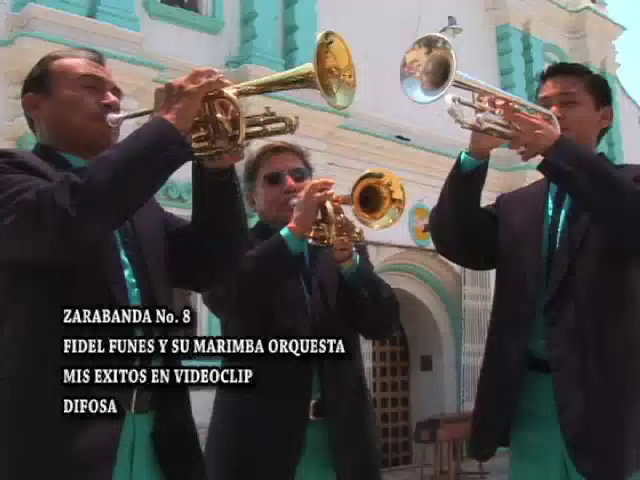 ZARABANDA No. 8
FIDEL FUNES Y SU MARIMBA ORQUESTA
MIS EXITOS EN VIDEOCLIP
DIFOSA